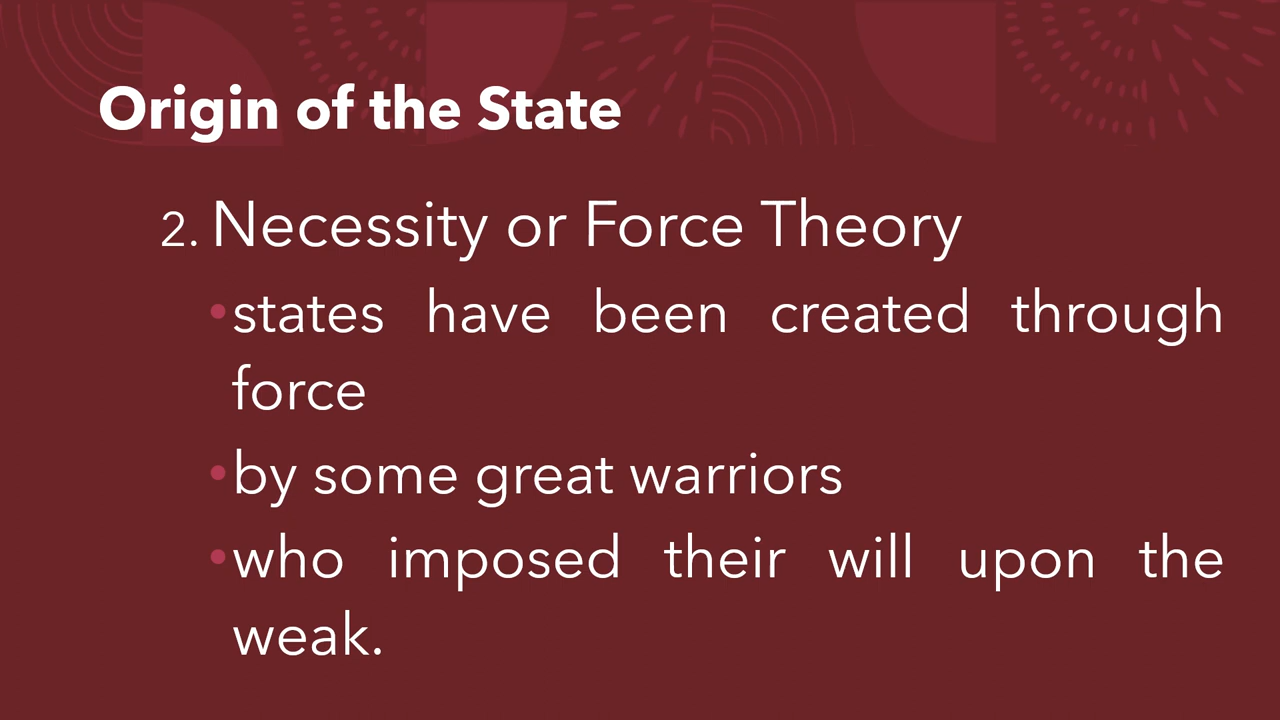 Origin of the State
2. Necessity or Force Theory
•states have been created through
force
•by some great warriors
•who imposed their will upon the
weak.